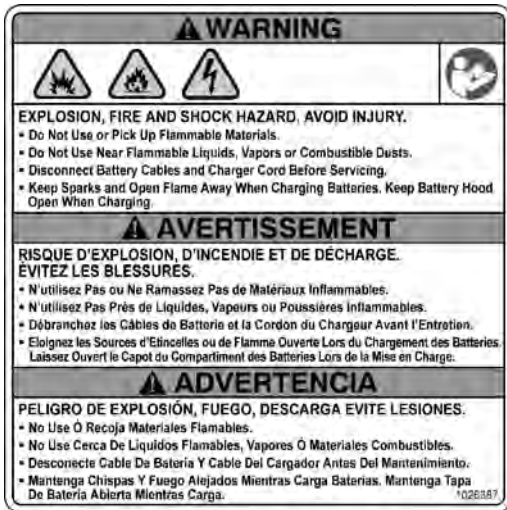 WARNING
EXPLOSION, FIRE AND SHOCK HAZARD, AVOID INJURY.
• Do Not Use or Pick Up Flammable Materials.
• Do Not Use Near Flammable Liquids, Vapors or Combustible Dusts.
• Disconnect Battery Cables and Charger Cord Before Servicing.
• Keep Sparks and Open Flame Away When Charging Batteries. Keep Battery Hood
Open When Charging.
AVERTISSEMENT
RISQUE D'EXPLOSION, D'INCENDIE ET DE DÉCHARGE.
ÉVITEZ LES BLESSURES.
• N'utilisez Pas ou Ne Ramassez Pas de Matériaux Inflammables.
• N'utilisez Pas Près de Liquides, Vapeurs ou Poussières Inflammables.
• Débranchez les Câbles de Batterie et la Cordon du Chargeur Avant l'Entretien.
• Eloignez les Sources d'Etincelles ou de Flamme Ouverte Lors du Chargement des Batteries.
Laissez Ouvert le Capot du Compartiment des Batteries Lors de la Mise en Charge.
ADVERTENCIA
PELIGRO DE EXPLOSIÓN, FUEGO, DESCARGA EVITE LESIONES.
• No Use Ó Recoja Materiales Flamables.
• No Use Cerca De Liquidos Flamables, Vapores Ó Materiales Combustibles.
• Desconecte Cable De Batería Y Cable Del Cargador Antes Del Mantenimiento.
• Mantenga Chispas Y Fuego Alejados Mientras Carga Baterias. Mantenga Tapa
De Bateria Abierta Mientras Carga.